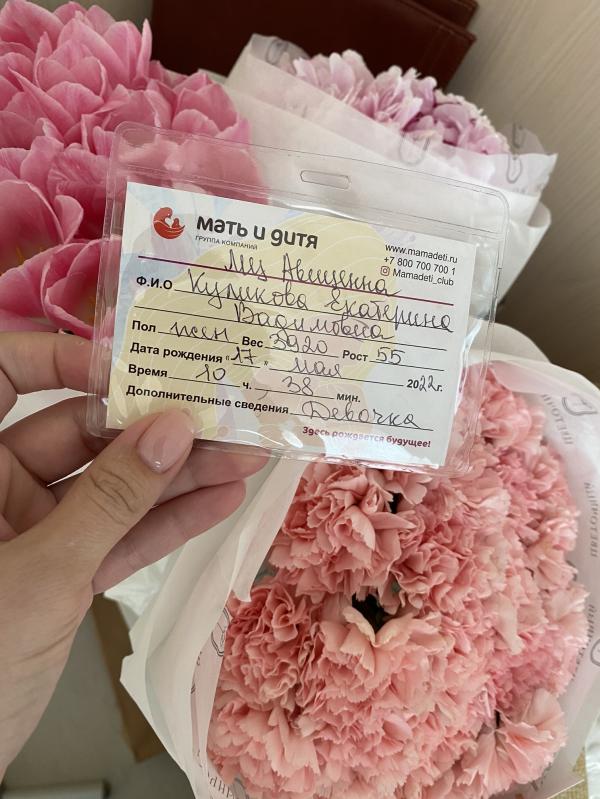 мать и дитя
ГРУППА КОМПАНИЙ
www.mamadeti.ru
+7 800 700 700 1
Mamadeti_club
МЦ Авиценна
Ф.И.О Куликова Екатерина
Вадимовна
Пол жен Вес 3920 Рост 55
Дата рождения «17» мая 2022г.
Время 10 ч. 38 мин.
Дополнительные сведения Девочка
Здесь рождается будущее!